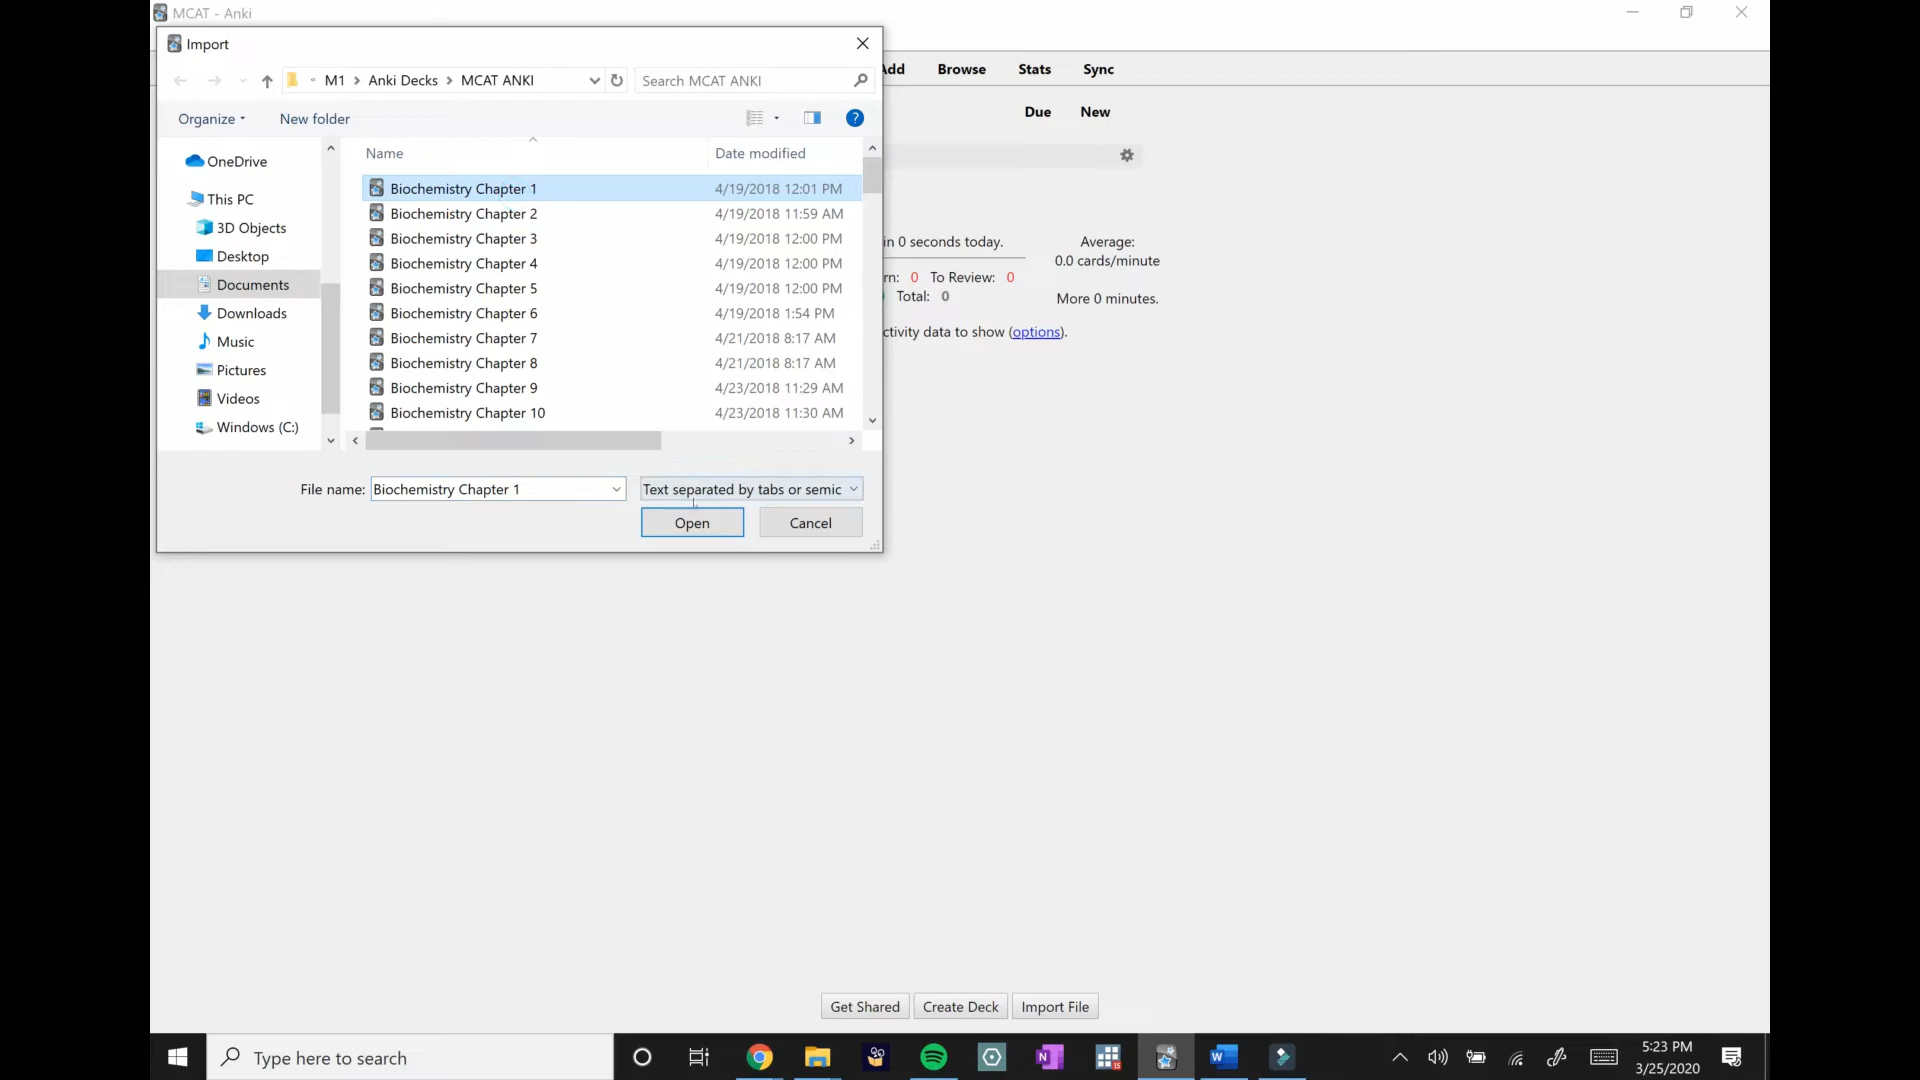 MCAT - Anki
Import
M1 > Anki Decks > MCAT ANKI
Search MCAT ANKI
Browse Stats Sync
Organize
New folder
Due New
OneDrive
This PC
3D Objects
Desktop
Documents
Downloads
Music
Pictures
Videos
Windows (C:)
Name Date modified
Biochemistry Chapter 1 4/19/2018 12:01 PM
Biochemistry Chapter 2 4/19/2018 11:59 AM
Biochemistry Chapter 3 4/19/2018 12:00 PM
Biochemistry Chapter 4 4/19/2018 12:00 PM
Biochemistry Chapter 5 4/19/2018 12:00 PM
Biochemistry Chapter 6 4/19/2018 1:54 PM
Biochemistry Chapter 7 4/21/2018 8:17 AM
Biochemistry Chapter 8 4/21/2018 8:17 AM
Biochemistry Chapter 9 4/23/2018 11:29 AM
Biochemistry Chapter 10 4/23/2018 11:30 AM
in 0 seconds today.
rn: 0 To Review: 0
Total: 0
Average:
0.0 cards/minute
More 0 minutes.
ctivity data to show (options).
File name: Biochemistry Chapter 1 Text separated by tabs or semic
Open Cancel
Get Shared Create Deck Import File
Type here to search
5:23 PM
3/25/2020